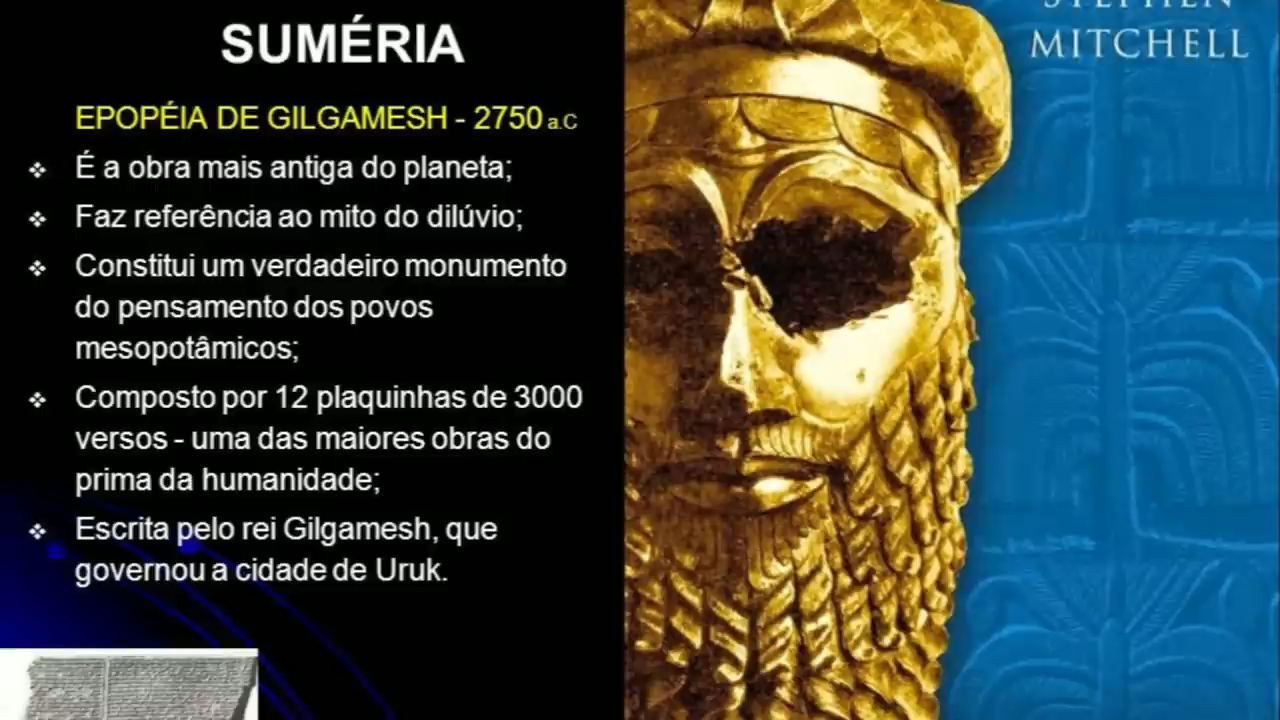 SUMÉRIA
EPOPÉIA DE GILGAMESH - 2750 a.C
É a obra mais antiga do planeta;
Faz referência ao mito do dilúvio;
Constitui um verdadeiro monumento
do pensamento dos povos
mesopotâmicos;
Composto por 12 plaquinhas de 3000
versos - uma das maiores obras do
prima da humanidade;
Escrita pelo rei Gilgamesh, que
governou a cidade de Uruk.
STEPHEN
MITCHELL